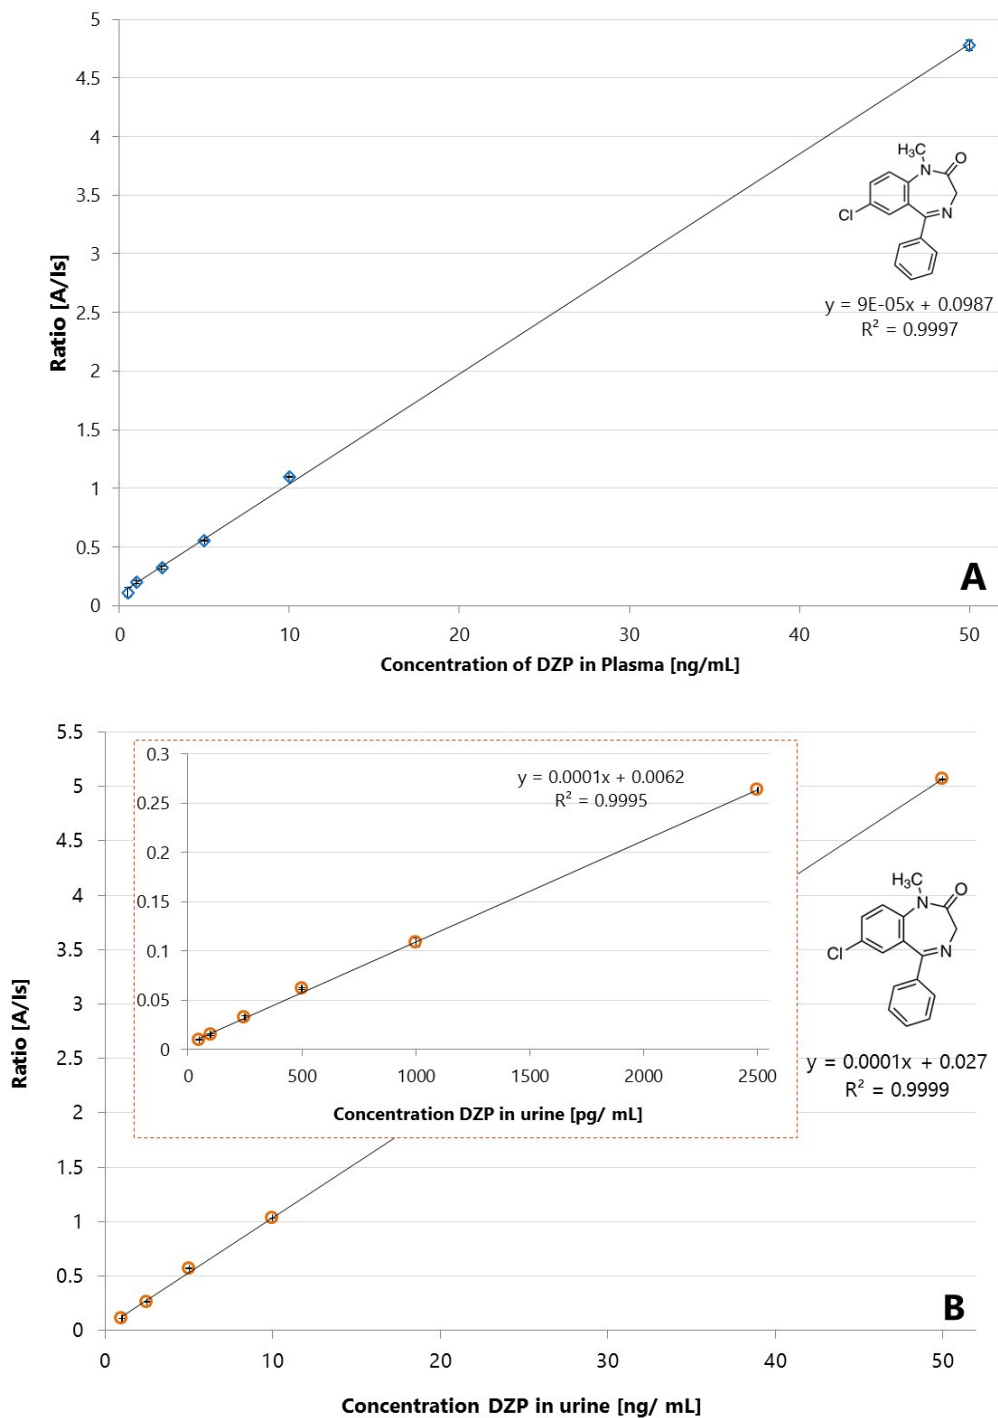 5
4.5
4
3.5
3
2.5
2
1.5
1
0.5
0
Ratio [A/Is]
H₃C
N
O
N
Cl
y = 9E-05x + 0.0987
R² = 0.9997
A
0 10 20 30 40 50
Concentration of DZP in Plasma [ng/mL]
5.5
5
4.5
4
3.5
3
2.5
2
1.5
1
0.5
0
Ratio [A/Is]
0.3
0.25
0.2
0.15
0.1
0.05
0
y = 0.0001x + 0.0062
R² = 0.9995
0 500 1000 1500 2000 2500
Concentration DZP in urine [pg/ mL]
H₃C
N
O
N
Cl
y = 0.0001x + 0.027
R² = 0.9999
B
0 10 20 30 40 50
Concentration DZP in urine [ng/ mL]